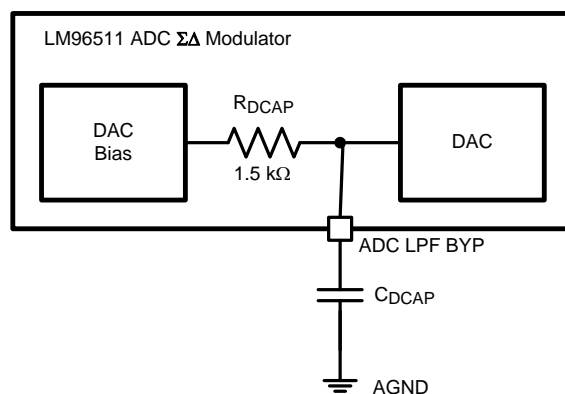 LM96511 ADC ΣΔ Modulator
DAC
Bias
RDCAP
1.5 kΩ
DAC
ADC LPF BYP
CDCAP
AGND